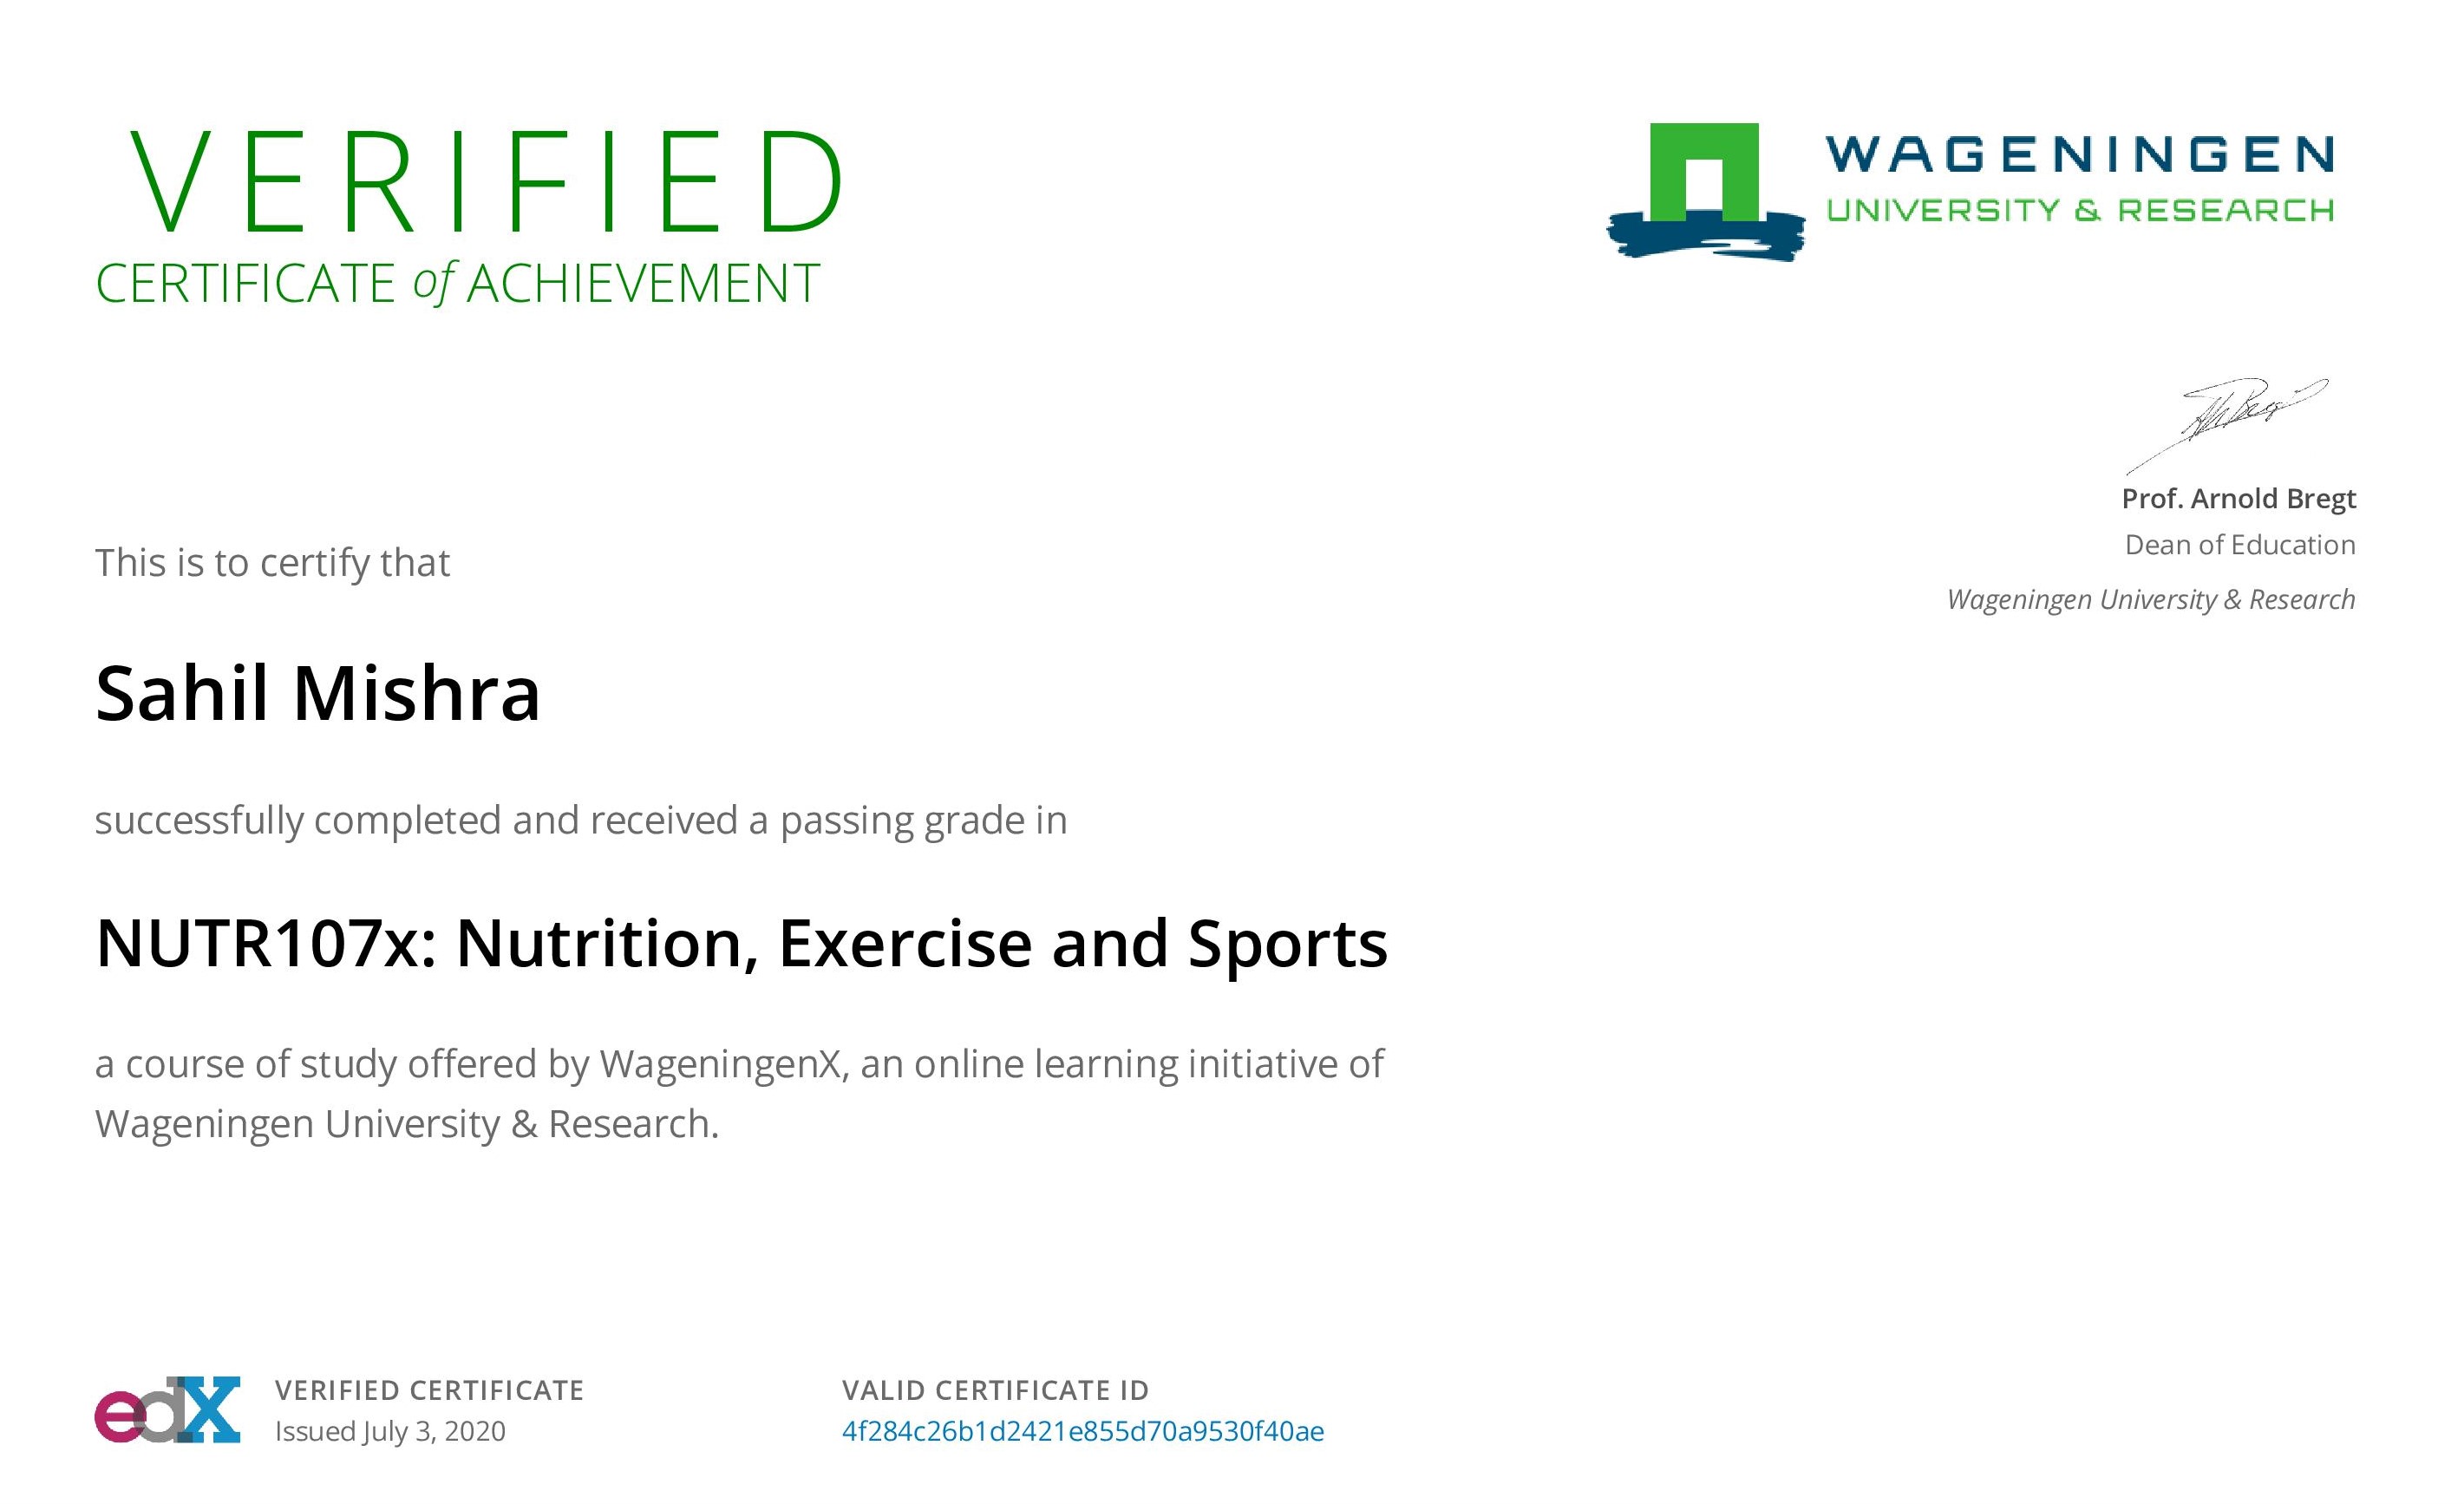 VERIFIED
CERTIFICATE of ACHIEVEMENT
WAGENINGEN
UNIVERSITY & RESEARCH
Prof. Arnold Bregt
Dean of Education
Wageningen University & Research
This is to certify that
Sahil Mishra
successfully completed and received a passing grade in
NUTR107x: Nutrition, Exercise and Sports
a course of study offered by WageningenX, an online learning initiative of
Wageningen University & Research.
edX
VERIFIED CERTIFICATE
Issued July 3, 2020
VALID CERTIFICATE ID
4f284c26b1d2421e855d70a9530f40ae